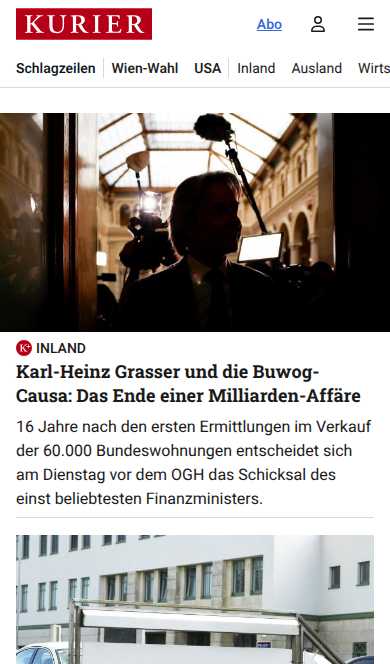 KURIER
Abo
Schlagzeilen Wien-Wahl USA Inland Ausland Wirts
K+ INLAND
Karl-Heinz Grasser und die Buwog-
Causa: Das Ende einer Milliarden-Affäre
16 Jahre nach den ersten Ermittlungen im Verkauf
der 60.000 Bundeswohnungen entscheidet sich
am Dienstag vor dem OGH das Schicksal des
einst beliebtesten Finanzministers.